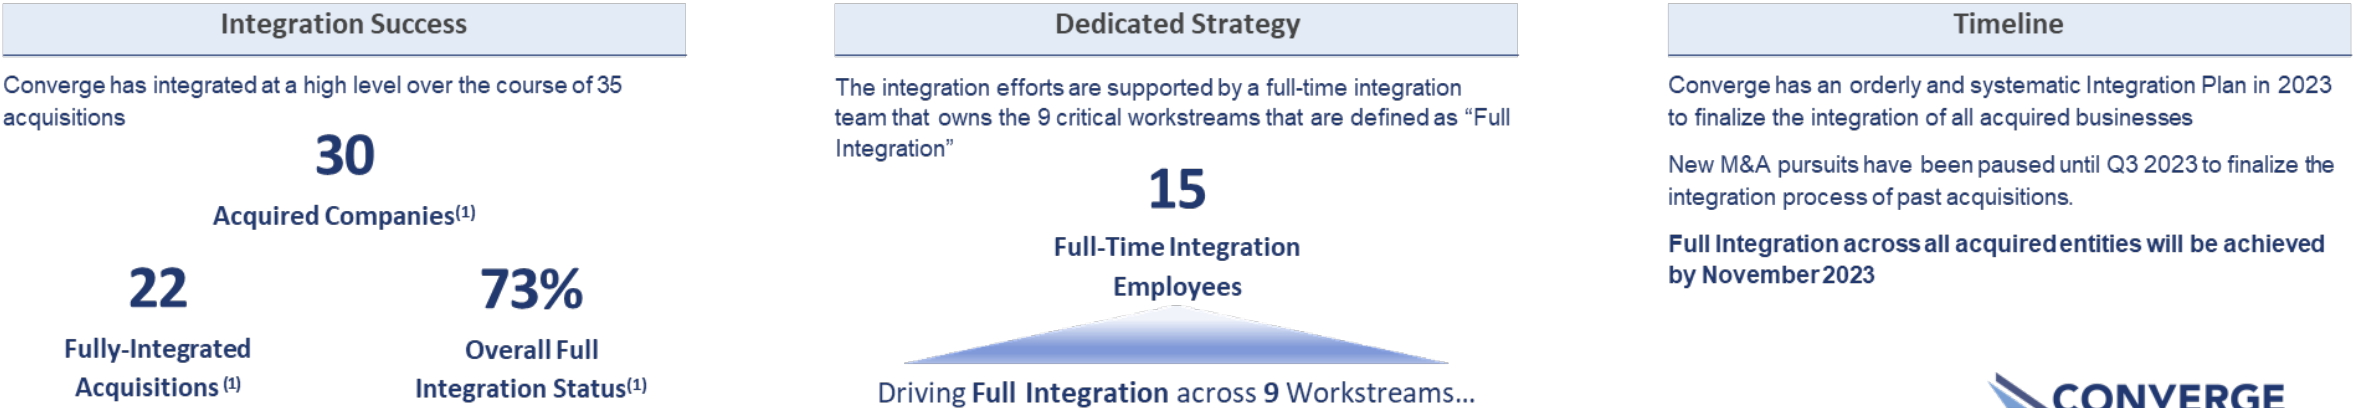 Integration Success
Converge has integrated at a high level over the course of 35
acquisitions
30
Acquired Companies(1)
22
Fully-Integrated
Acquisitions (1)
73%
Overall Full
Integration Status(1)
Dedicated Strategy
The integration efforts are supported by a full-time integration
team that owns the 9 critical workstreams that are defined as “Full
Integration”
15
Full-Time Integration
Employees
Driving Full Integration across 9 Workstreams...
Timeline
Converge has an orderly and systematic Integration Plan in 2023
to finalize the integration of all acquired businesses
New M&A pursuits have been paused until Q3 2023 to finalize the
integration process of past acquisitions.
Full Integration across all acquired entities will be achieved
by November 2023
CONVERGE